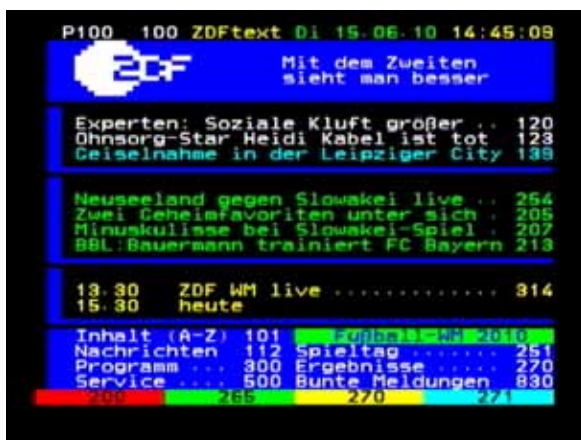 P100 100 ZDFtext Di 15.06.10 14:45:09
ZDF
Mit dem Zweiten
sieht man besser
Experten: Soziale Kluft größer .. 120
Ohnsorg-Star Heidi Kabel ist tot 123
Geiselnahme in der Leipziger City 139
Neuseeland gegen Slowakei live .. 254
Zwei Geheimfavoriten unter sich . 205
Minuskulisse bei Slowakei-Spiel . 207
BBL:Bauermann trainiert FC Bayern 213
13.30 ZDF WM live ............. 314
15.30 heute
Inhalt (A-Z) 101 Fußball-WM 2010
Nachrichten 112 Spieltag ....... 251
Programm ... 300 Ergebnisse ..... 270
Service .... 500 Bunte Meldungen 830
200 265 270 271